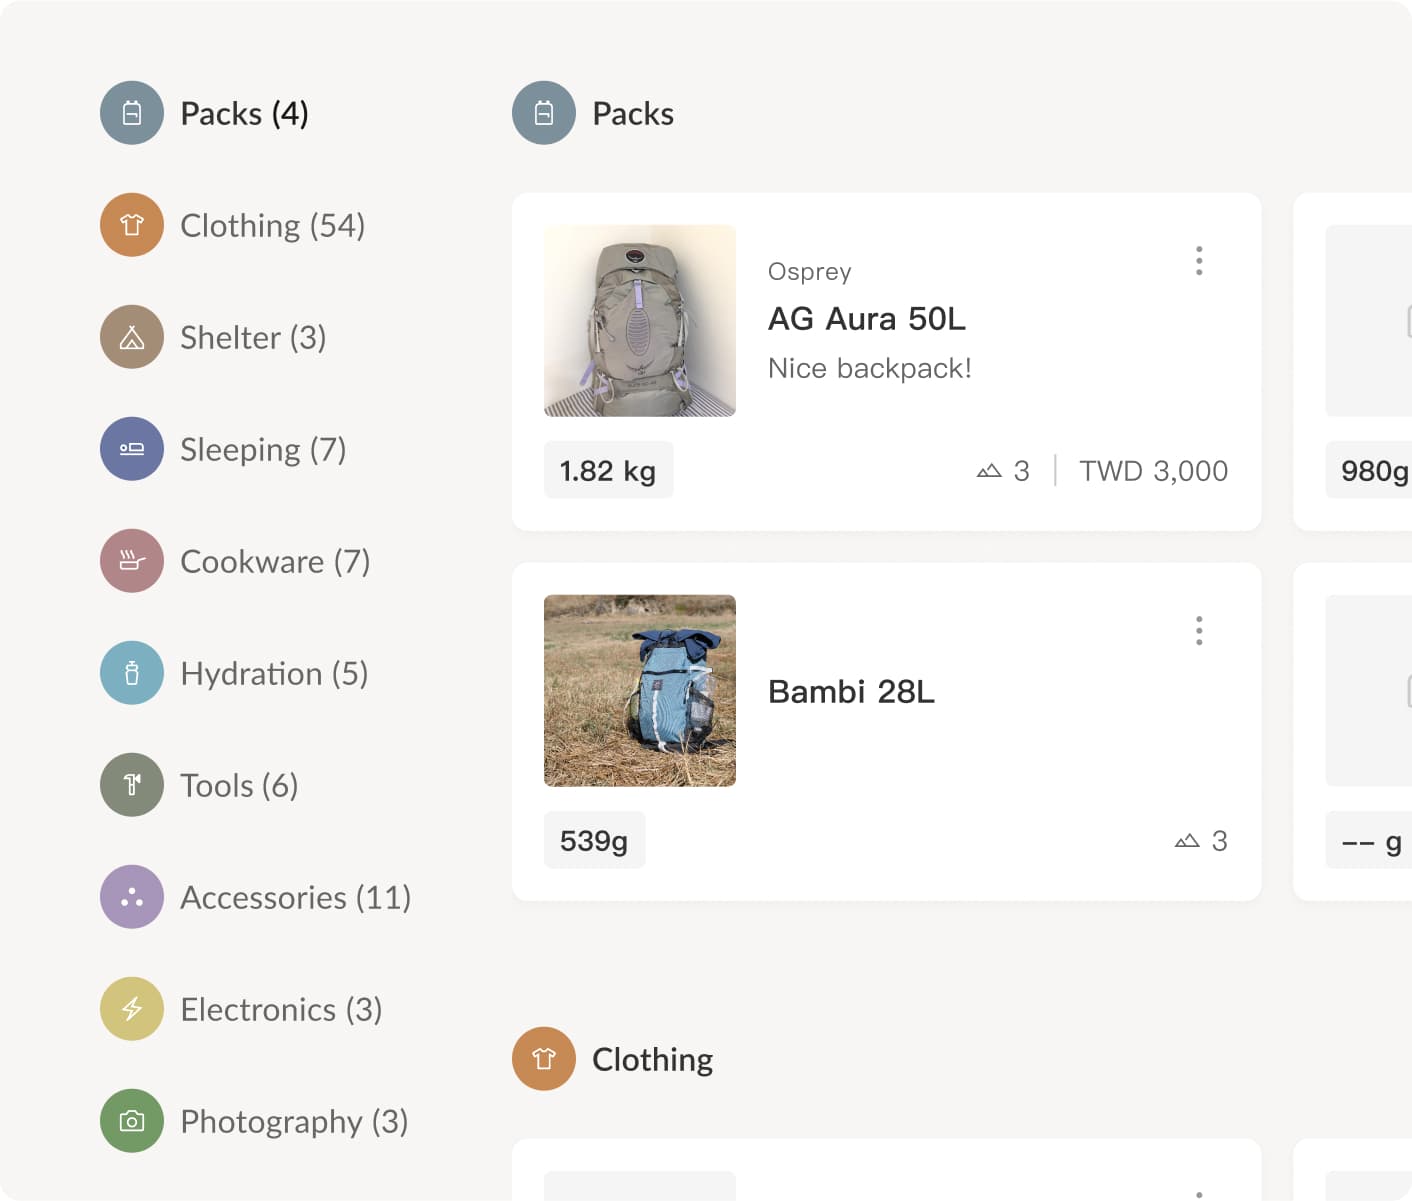 Packs (4)
Clothing (54)
Shelter (3)
Sleeping (7)
Cookware (7)
Hydration (5)
Tools (6)
Accessories (11)
Electronics (3)
Photography (3)
Packs
Osprey
AG Aura 50L
Nice backpack!
1.82 kg
3
TWD 3,000
980g
Bambi 28L
539g
3
-- g
Clothing